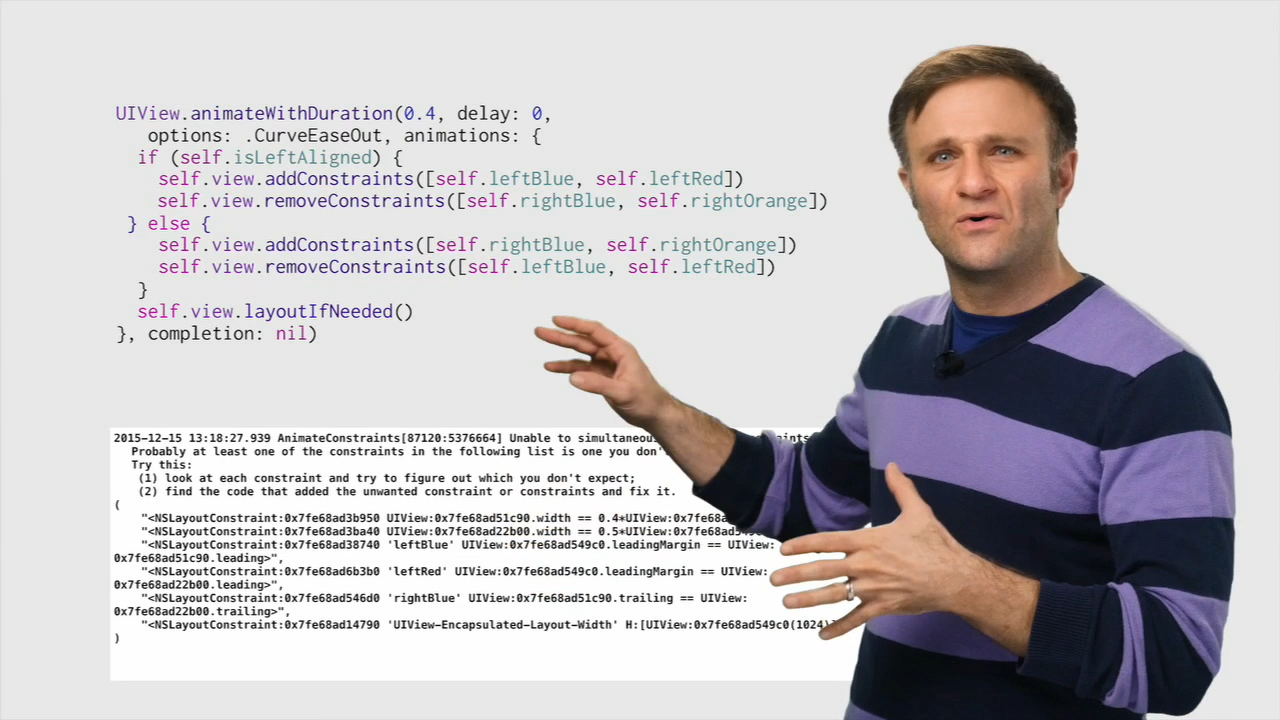 UIView.animateWithDuration(0.4, delay: 0,
options: .CurveEaseOut, animations: {
if (self.isLeftAligned) {
self.view.addConstraints([self.leftBlue, self.leftRed])
self.view.removeConstraints([self.rightBlue, self.rightOrange])
} else {
self.view.addConstraints([self.rightBlue, self.rightOrange])
self.view.removeConstraints([self.leftBlue, self.leftRed])
}
self.view.layoutIfNeeded()
}, completion: nil)
2015-12-15 13:18:27.939 AnimateConstraints[87120:5376664] Unable to
Probably at least one of the constraints in the following list is one you
Try this:
(1) look at each constraint and try to figure out which you don't expect;
(2) find the code that added the unwanted constraint or constraints and fix it.
(
"<NSLayoutConstraint:0x7fe68ad3b950 UIView:0x7fe68ad51c90.width == 0.4*UIView:
"<NSLayoutConstraint:0x7fe68ad3ba40 UIView:0x7fe68ad22b00.width == 0.5*UIView:
"<NSLayoutConstraint:0x7fe68ad38740 'leftBlue' UIView:0x7fe68ad549c0.leadingMargin == UIView:
0x7fe68ad51c90.leading>",
"<NSLayoutConstraint:0x7fe68ad6b3b0 'leftRed' UIView:0x7fe68ad549c0.leadingMargin == UIView:
0x7fe68ad22b00.leading>",
"<NSLayoutConstraint:0x7fe68ad546d0 'rightBlue' UIView:0x7fe68ad51c90.trailing == UIView:
0x7fe68ad22b00.trailing>",
"<NSLayoutConstraint:0x7fe68ad14790 'UIView-Encapsulated-Layout-Width' H:[UIView:0x7fe68ad549c0(1024)]
)